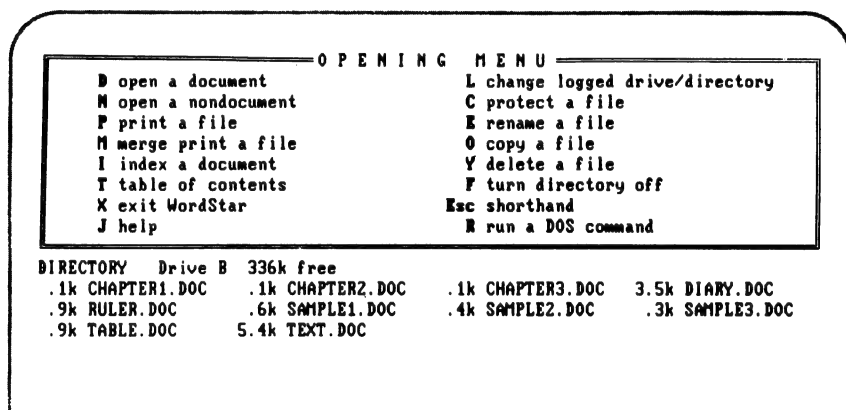 O P E N I N G   M E N U
D open a document   L change logged drive/directory
N open a nondocument   C protect a file
P print a file   E rename a file
M merge print a file   O copy a file
I index a document   Y delete a file
T table of contents   F turn directory off
X exit WordStar   Esc shorthand
J help   R run a DOS command
DIRECTORY   Drive B   336k free
.1k CHAPTER1.DOC   .1k CHAPTER2.DOC   .1k CHAPTER3.DOC   3.5k DIARY.DOC
.9k RULER.DOC   .6k SAMPLE1.DOC   .4k SAMPLE2.DOC   .3k SAMPLE3.DOC
.9k TABLE.DOC   5.4k TEXT.DOC